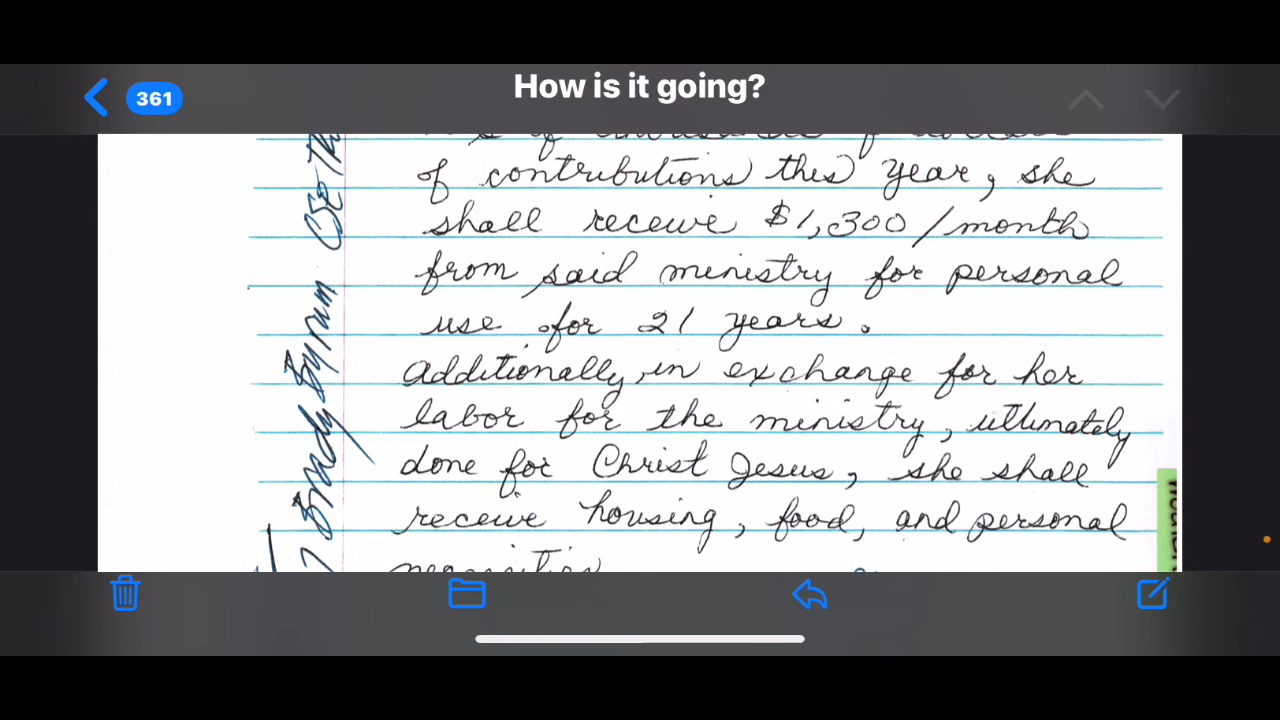 How is it going?
361
of contributions this year, she
shall receive $1,300/month
from said ministry for personal
use for 21 years.
Additionally, in exchange for her
labor for the ministry, ultimately
done for Christ Jesus, she shall
receive housing, food, and personal
necessities